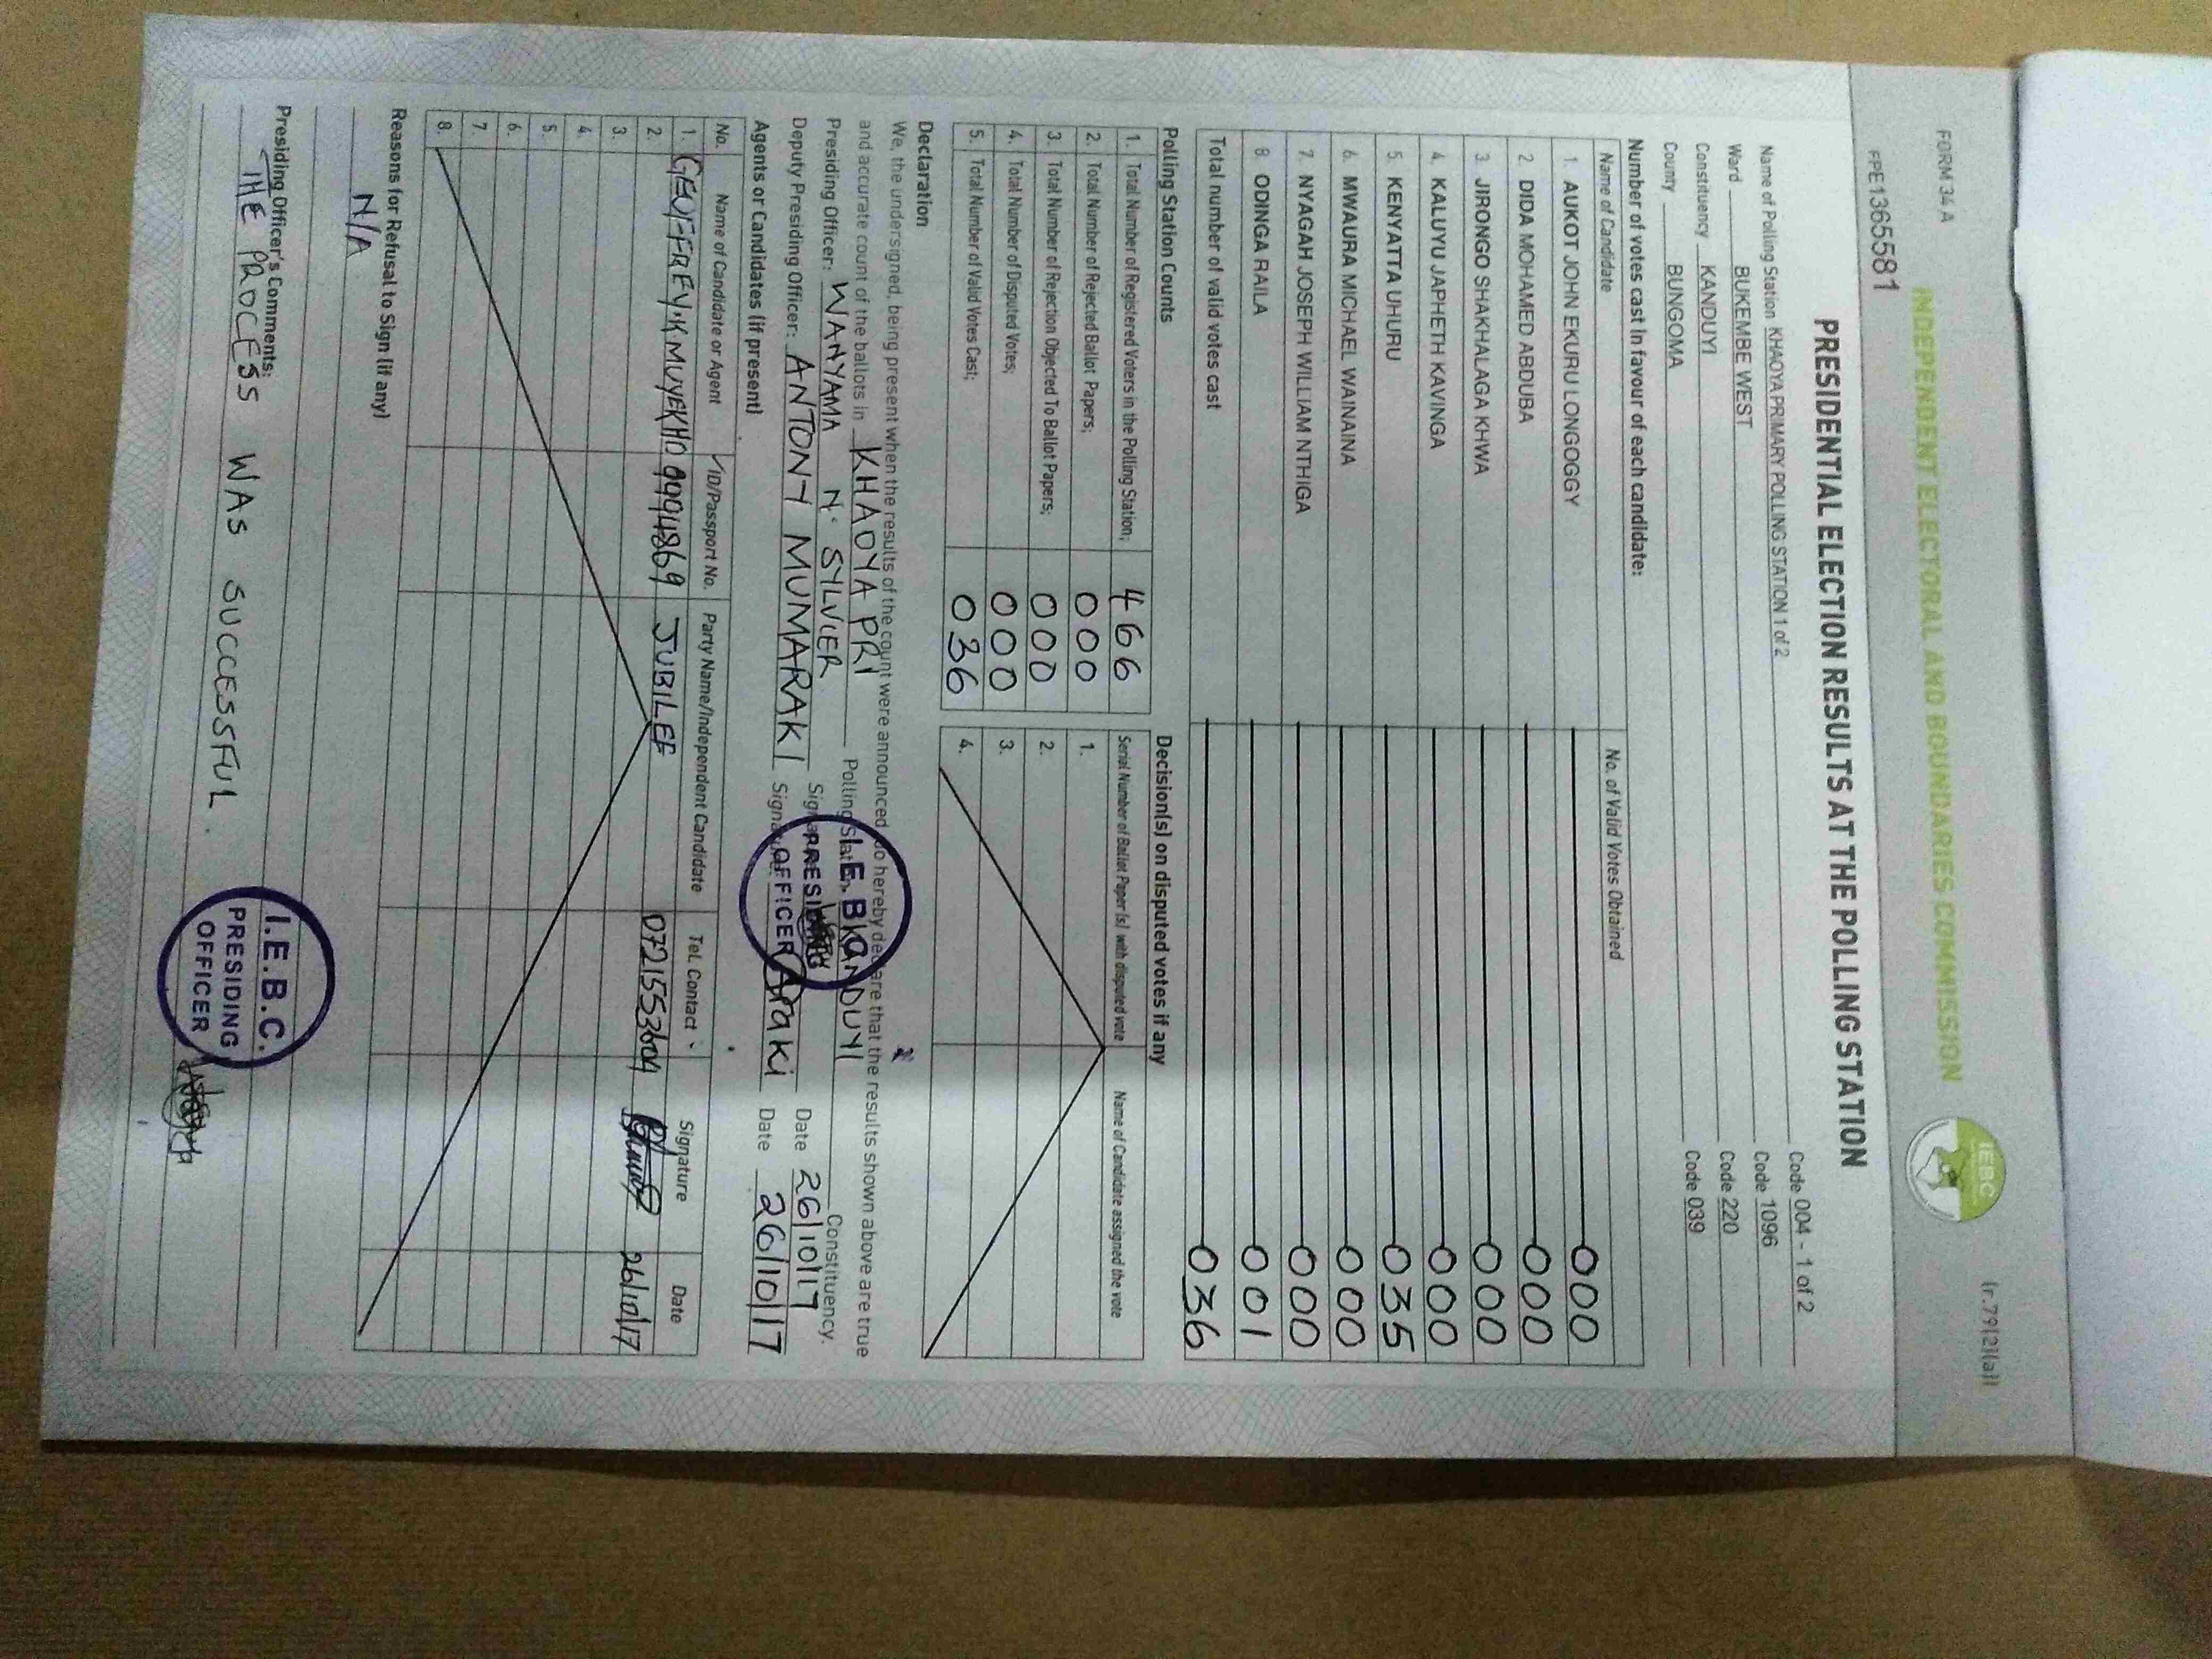 FORM 34 A
(r.79(2)(a))
INDEPENDENT ELECTORAL AND BOUNDARIES COMMISSION
IEBC
PPE1365581
PRESIDENTIAL ELECTION RESULTS AT THE POLLING STATION
Name of Polling Station KHAOYA PRIMARY POLLING STATION 1 of 2 Code 004 - 1 of 2
Ward BUKEMBE WEST Code 1096
Constituency KANDUYI Code 220
County BUNGOMA Code 039
Number of votes cast in favour of each candidate:
Name of Candidate No. of Valid Votes Obtained
1. AUKOT JOHN EKURU LONGOGGY 000
2 DIDA MOHAMED ABDUBA 000
3 JIRONGO SHAKHALAGA KHWA 000
4. KALUYU JAPHETH KAVINGA 000
5. KENYATTA UHURU 035
6. MWAURA MICHAEL WAINAINA 000
7. NYAGAH JOSEPH WILLIAM NTHIGA 000
8 ODINGA RAILA 001
Total number of valid votes cast 036
Polling Station Counts
1. Total Number of Registered Voters in the Polling Station; 466
2. Total Number of Rejected Ballot Papers; 000
3. Total Number of Rejection Objected To Ballot Papers; 000
4. Total Number of Disputed Votes; 000
5. Total Number of Valid Votes Cast; 036
Decision(s) on disputed votes if any
Serial Number of Ballot Paper (s) with disputed vote Name of Candidate assigned the vote
1.
2.
3.
4.
Declaration
We, the undersigned, being present when the results of the count were announced do hereby declare that the results shown above are true
and accurate count of the ballots in KHAOYA PRI Polling Station, KANDUYI Constituency.
Presiding Officer: WANYAMA N. SYLVIER Signature Date 26/10/17
Deputy Presiding Officer: ANTONY MUMARAKI Signature Date 26/10/17
I.E.B.
PRESIDING
OFFICER
Agents or Candidates (if present)
No. Name of Candidate or Agent ID/Passport No. Party Name/Independent Candidate Tel. Contact Signature Date
1. GEOFFREY K MUYEKHO 9994869 JUBILEE 0721553604 26/10/17
2.
3.
4.
5.
6.
7.
8.
Reasons for Refusal to Sign (if any)
N/A
Presiding Officer's Comments:
THE PROCESS WAS SUCCESSFUL.
I.E.B.C.
PRESIDING
OFFICER